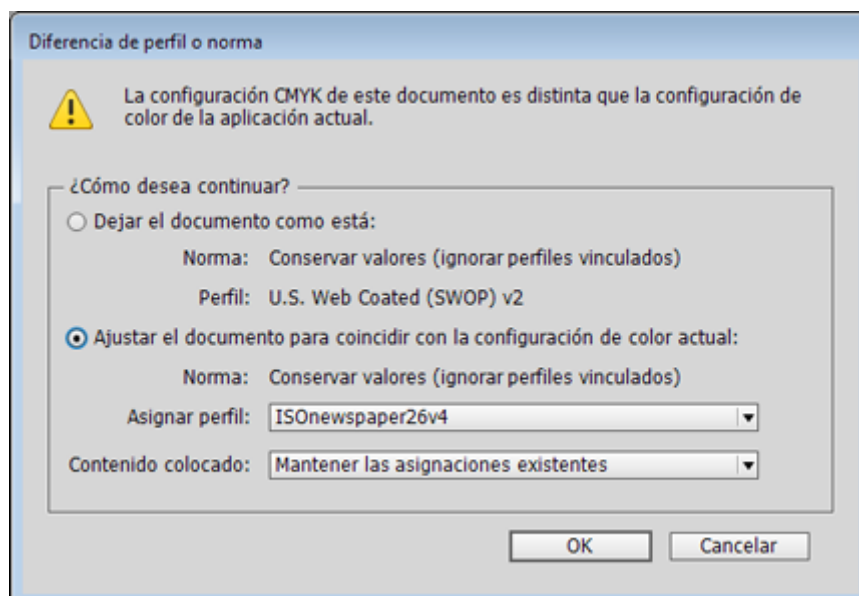 Diferencia de perfil o norma
La configuración CMYK de este documento es distinta que la configuración de
color de la aplicación actual.
¿Cómo desea continuar?
Dejar el documento como está:
Norma: Conservar valores (ignorar perfiles vinculados)
Perfil: U.S. Web Coated (SWOP) v2
Ajustar el documento para coincidir con la configuración de color actual:
Norma: Conservar valores (ignorar perfiles vinculados)
Asignar perfil: ISOnewspaper26v4
Contenido colocado: Mantener las asignaciones existentes
OK Cancelar